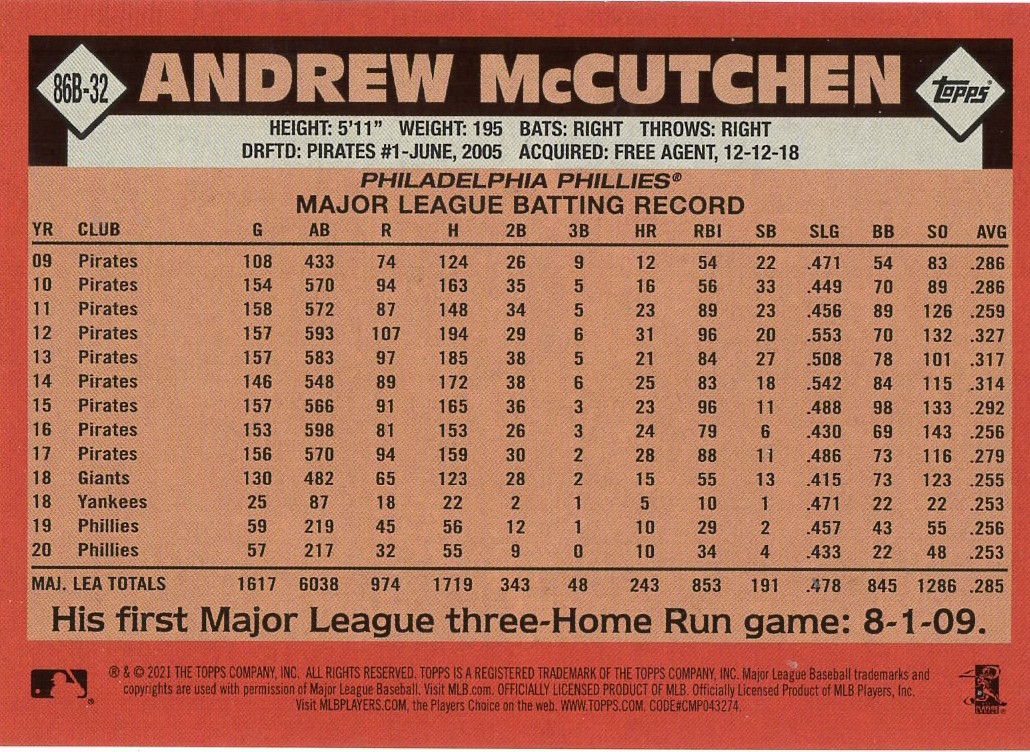 86B-32 ANDREW McCUTCHEN topps
HEIGHT: 5'11" WEIGHT: 195 BATS: RIGHT THROWS: RIGHT
DRFTD: PIRATES #1-JUNE, 2005 ACQUIRED: FREE AGENT, 12-12-18
PHILADELPHIA PHILLIES®
MAJOR LEAGUE BATTING RECORD
YR CLUB G AB R H 2B 3B HR RBI SB SLG BB SO AVG
09 Pirates 108 433 74 124 26 9 12 54 22 .471 54 83 .286
10 Pirates 154 570 94 163 35 5 16 56 33 .449 70 89 .286
11 Pirates 158 572 87 148 34 5 23 89 23 .456 89 126 .259
12 Pirates 157 593 107 194 29 6 31 96 20 .553 70 132 .327
13 Pirates 157 583 97 185 38 5 21 84 27 .508 78 101 .317
14 Pirates 146 548 89 172 38 6 25 83 18 .542 84 115 .314
15 Pirates 157 566 91 165 36 3 23 96 11 .488 98 133 .292
16 Pirates 153 598 81 153 26 3 24 79 6 .430 69 143 .256
17 Pirates 156 570 94 159 30 2 28 88 11 .486 73 116 .279
18 Giants 130 482 65 123 28 2 15 55 13 .415 73 123 .255
18 Yankees 25 87 18 22 2 1 5 10 1 .471 22 22 .253
19 Phillies 59 219 45 56 12 1 10 29 2 .457 43 55 .256
20 Phillies 57 217 32 55 9 0 10 34 4 .433 22 48 .253
MAJ. LEA TOTALS 1617 6038 974 1719 343 48 243 853 191 .478 845 1286 .285
His first Major League three-Home Run game: 8-1-09.
® & © 2021 THE TOPPS COMPANY, INC. ALL RIGHTS RESERVED. TOPPS IS A REGISTERED TRADEMARK OF THE TOPPS COMPANY, INC. Major League Baseball trademarks and
copyrights are used with permission of Major League Baseball. Visit MLB.com. OFFICIALLY LICENSED PRODUCT OF MLB. Officially Licensed Product of MLB Players, Inc.
Visit MLBPLAYERS.COM, the Players Choice on the web. WWW.TOPPS.COM. CODE#CMP043274.